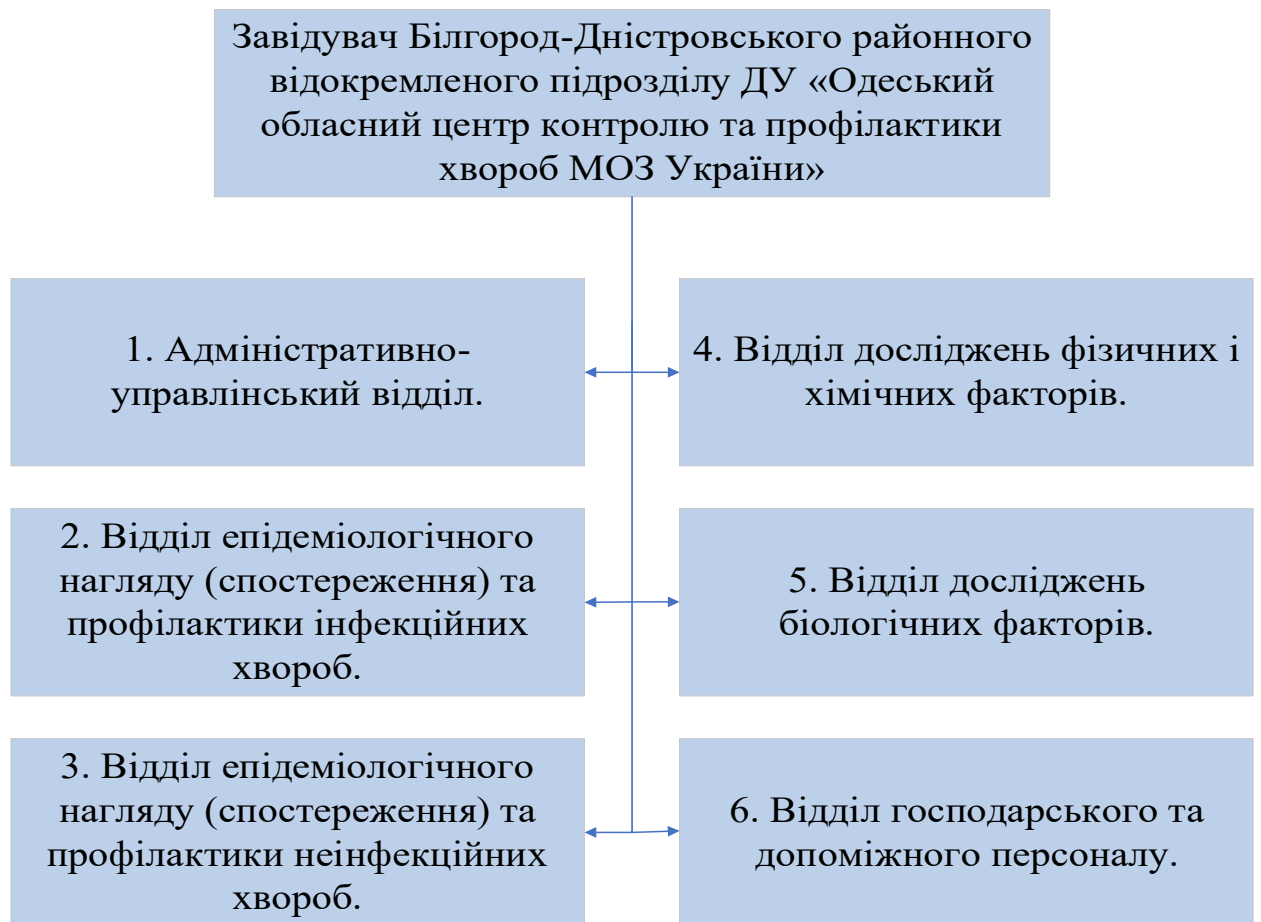 Завідувач Білгород-Дністровського районного
відокремленого підрозділу ДУ «Одеський
обласний центр контролю та профілактики
хвороб МОЗ України»
1. Адміністративно-
управлінський відділ.
2. Відділ епідеміологічного
нагляду (спостереження) та
профілактики інфекційних
хвороб.
3. Відділ епідеміологічного
нагляду (спостереження) та
профілактики неінфекційних
хвороб.
4. Відділ досліджень фізичних і
хімічних факторів.
5. Відділ досліджень
біологічних факторів.
6. Відділ господарського та
допоміжного персоналу.